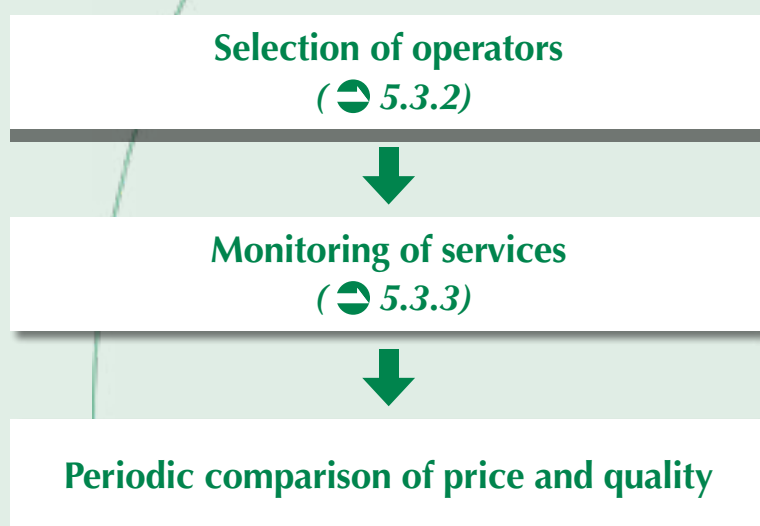 Selection of operators
( ➲ 5.3.2)
Monitoring of services
( ➲ 5.3.3)
Periodic comparison of price and quality